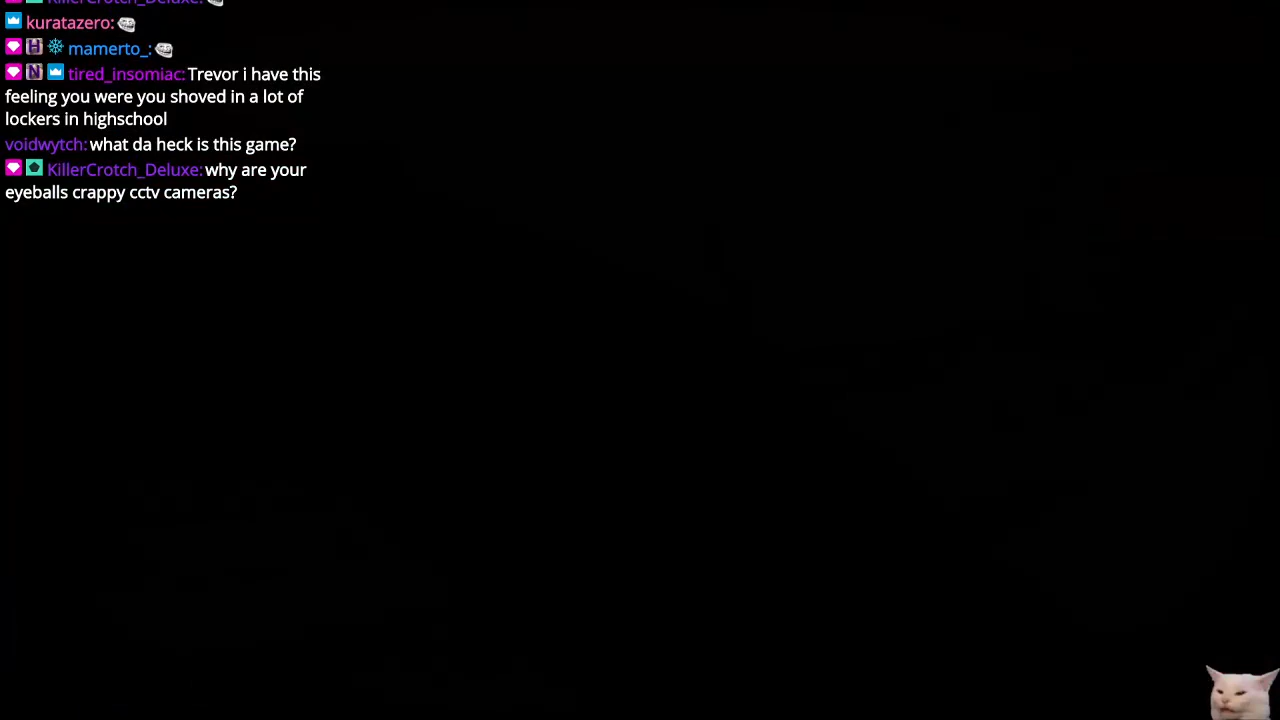 KillerCrotch_Deluxe:
kuratazero:
H mamerto_:
N tired_insomiac: Trevor i have this
feeling you were you shoved in a lot of
lockers in highschool
voidwytch: what da heck is this game?
KillerCrotch_Deluxe: why are your
eyeballs crappy cctv cameras?